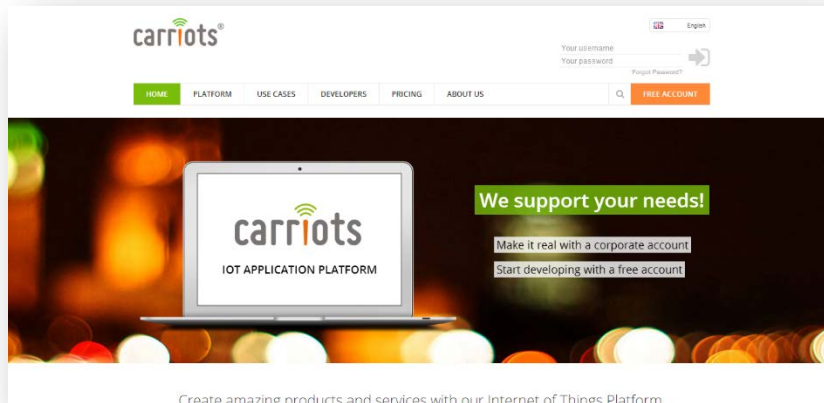 carriots®
English
Your username
Your password
Forgot Password?
HOME PLATFORM USE CASES DEVELOPERS PRICING ABOUT US FREE ACCOUNT
carriots
IOT APPLICATION PLATFORM
We support your needs!
Make it real with a corporate account
Start developing with a free account
Create amazing products and services with our Internet of Things Platform